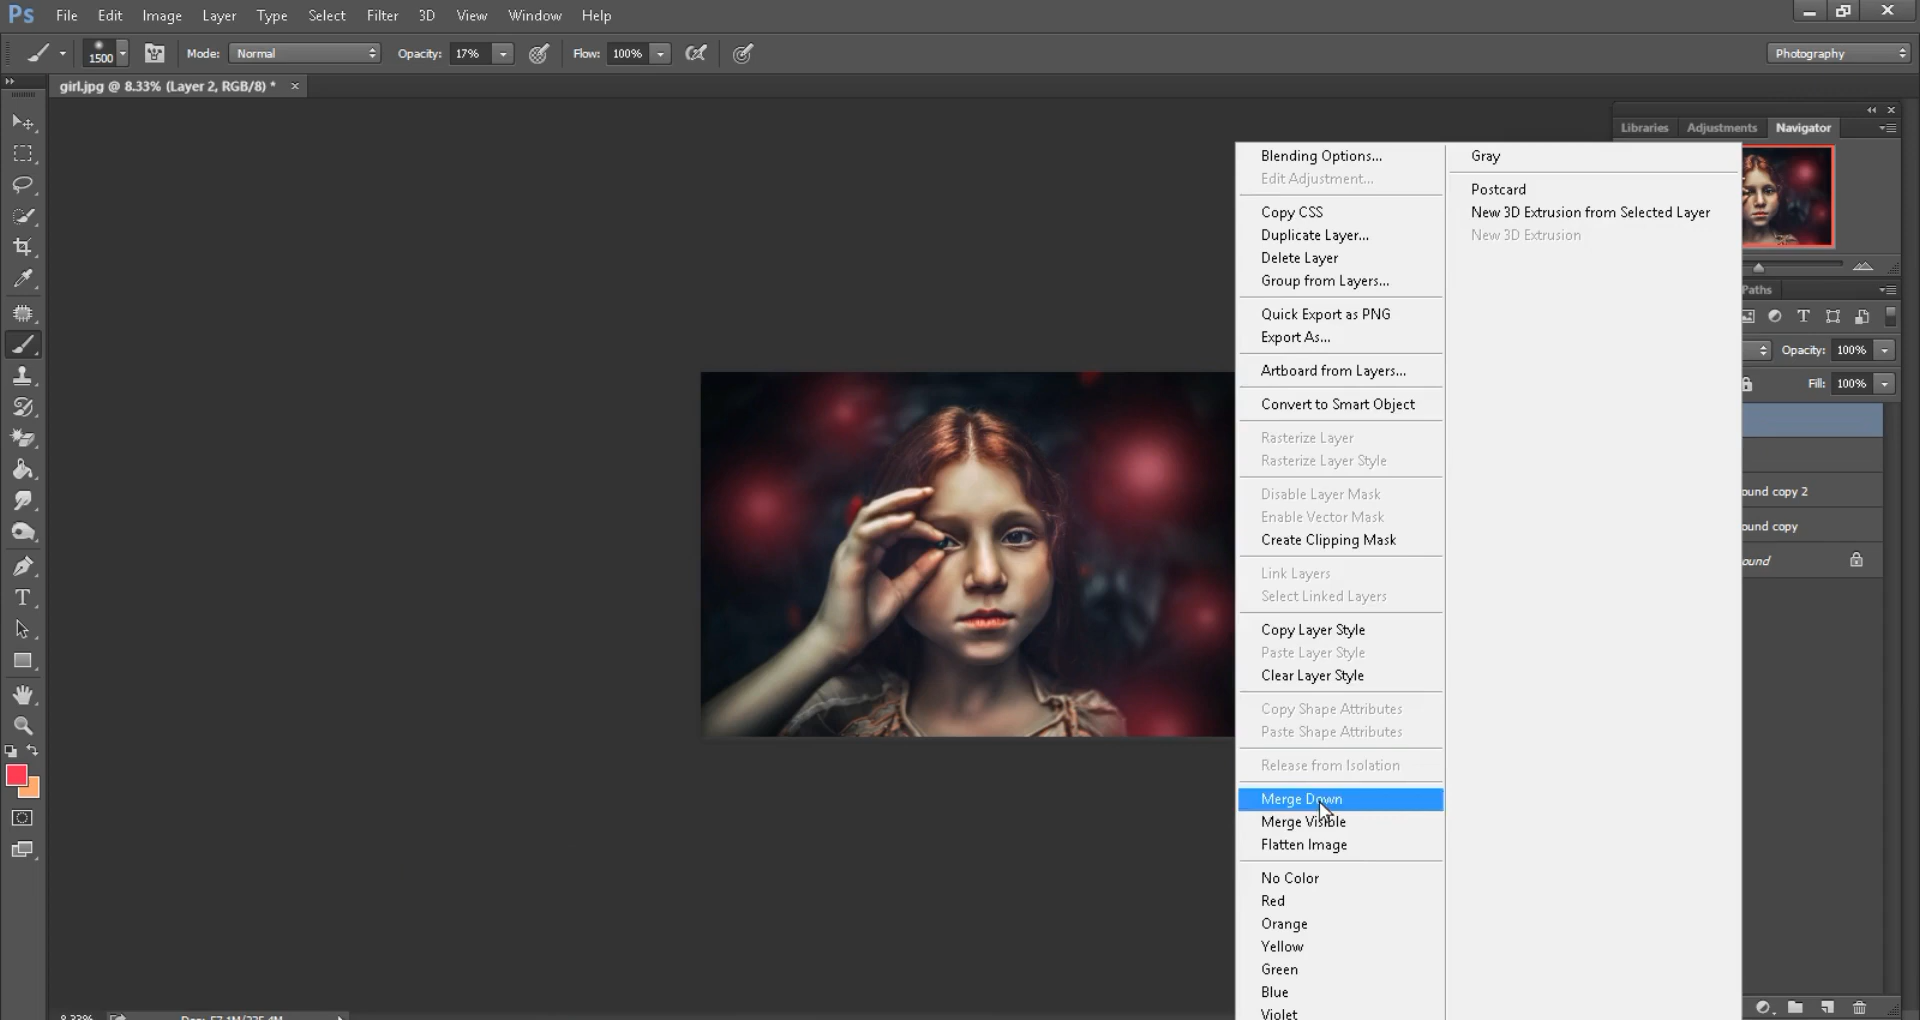 Ps File Edit Image Layer Type Select Filter 3D View Window Help
1500 Mode: Normal Opacity: 17% Flow: 100% Photography
girl.jpg @ 8.33% (Layer 2, RGB/8) *
Libraries Adjustments Navigator
Blending Options...
Edit Adjustment...
Copy CSS
Duplicate Layer...
Delete Layer
Group from Layers...
Quick Export as PNG
Export As...
Artboard from Layers...
Convert to Smart Object
Rasterize Layer
Rasterize Layer Style
Disable Layer Mask
Enable Vector Mask
Create Clipping Mask
Link Layers
Select Linked Layers
Copy Layer Style
Paste Layer Style
Clear Layer Style
Copy Shape Attributes
Paste Shape Attributes
Release from Isolation
Merge Down
Merge Visible
Flatten Image
No Color
Red
Orange
Yellow
Green
Blue
Violet
Gray
Postcard
New 3D Extrusion from Selected Layer
New 3D Extrusion
Paths
T
Opacity: 100%
Fill: 100%
ound copy 2
ound copy
ound
T
8.33%